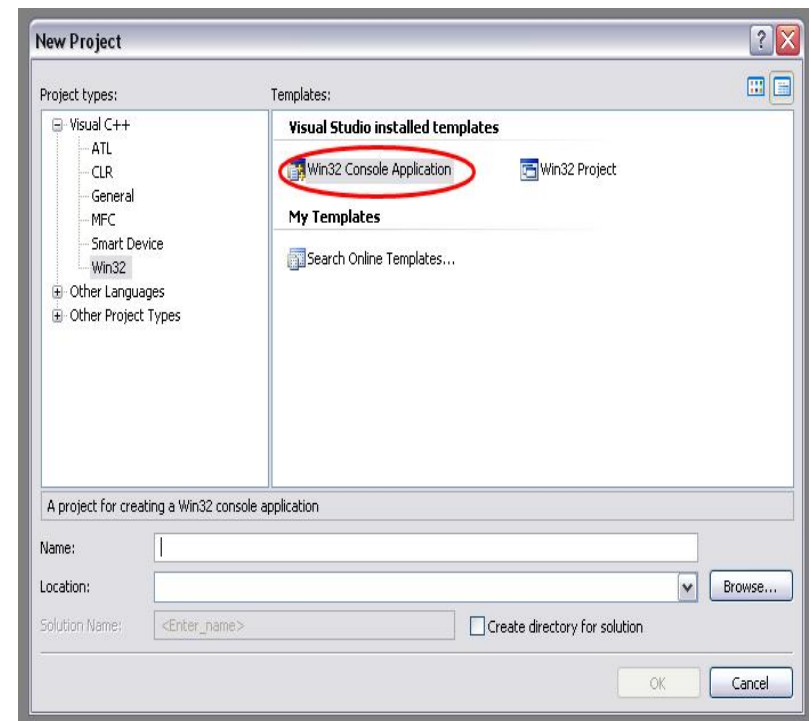 New Project
?
Project types:
Templates:
Visual C++
ATL
CLR
General
MFC
Smart Device
Win32
Other Languages
Other Project Types
Visual Studio installed templates
Win32 Console Application
Win32 Project
My Templates
Search Online Templates...
A project for creating a Win32 console application
Name:
Location:
Browse...
Solution Name:
<Enter_name>
Create directory for solution
OK
Cancel